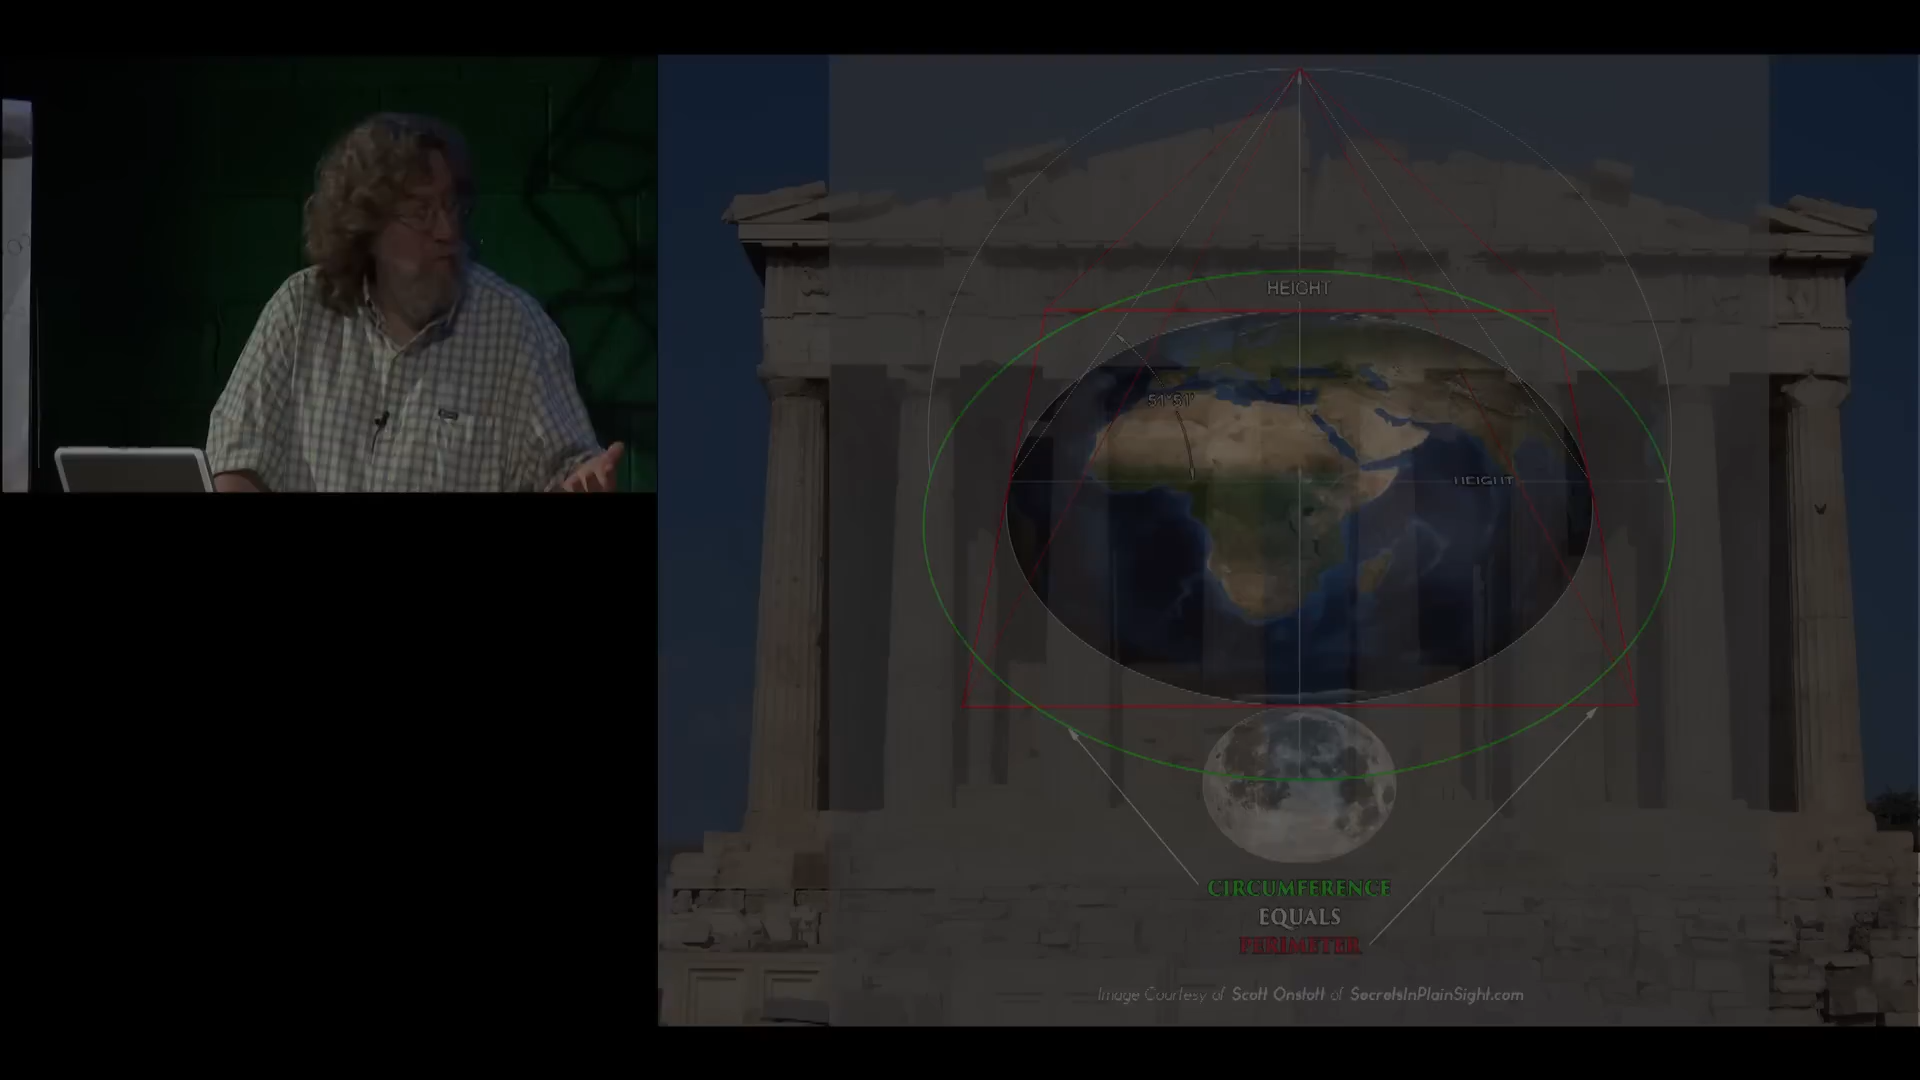 HEIGHT
51°51'
HEIGHT
CIRCUMFERENCE
EQUALS
PERIMETER
Image Courtesy of Scott Onstott of SecretsInPlainSight.com